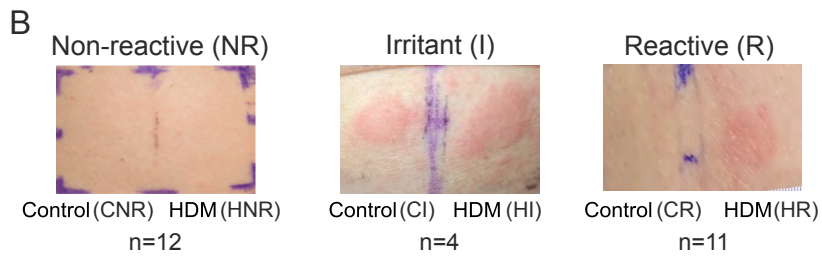 B
Non-reactive (NR) Irritant (I) Reactive (R)
Control(CNR) HDM(HNR) Control(CI) HDM (HI) Control (CR) HDM(HR)
n=12 n=4 n=11